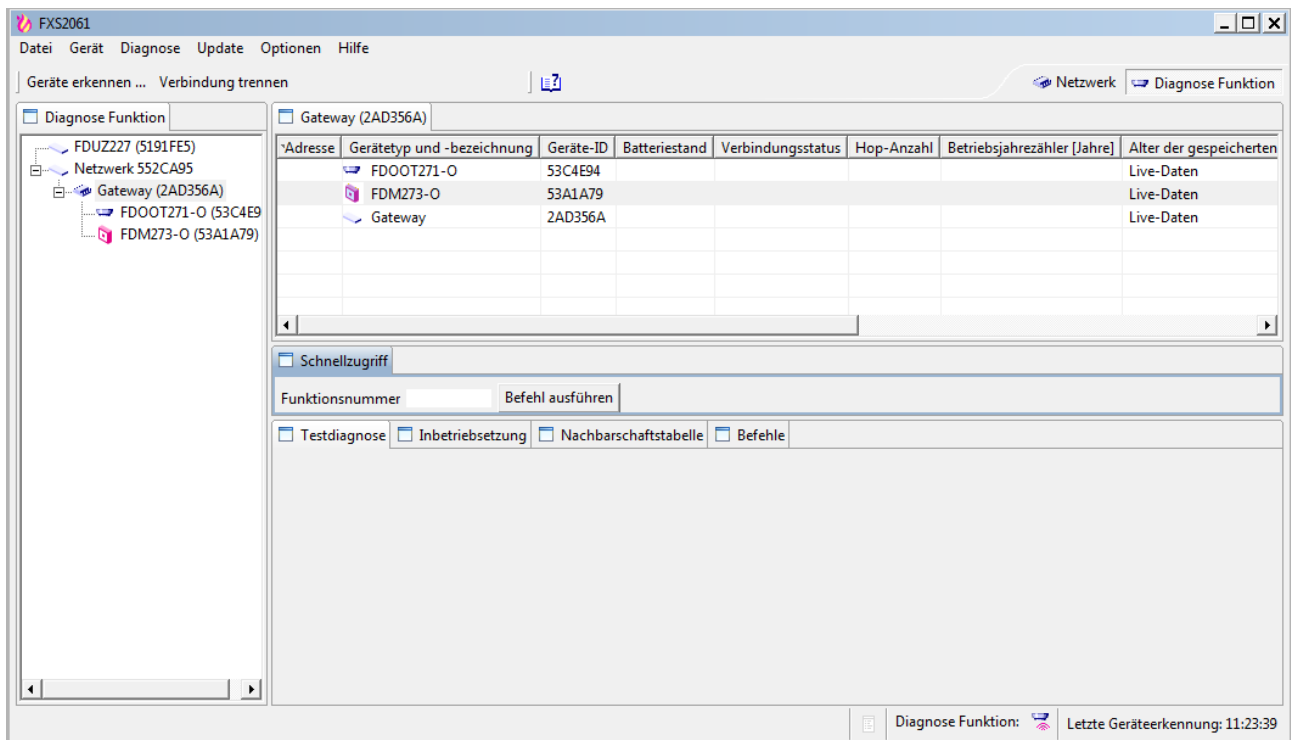 FXS2061
Datei Gerät Diagnose Update Optionen Hilfe
Geräte erkennen ... Verbindung trennen
Netzwerk Diagnose Funktion
Diagnose Funktion
FDUZ227 (5191FE5)
Netzwerk 552CA95
Gateway (2AD356A)
FDOOT271-O (53C4E9
FDM273-O (53A1A79)
Gateway (2AD356A)
Adresse Gerätetyp und -bezeichnung Geräte-ID Batteriestand Verbindungsstatus Hop-Anzahl Betriebsjahrezähler [Jahre] Alter der gespeicherten
FDOOT271-O 53C4E94 Live-Daten
FDM273-O 53A1A79 Live-Daten
Gateway 2AD356A Live-Daten
Schnellzugriff
Funktionsnummer Befehl ausführen
Testdiagnose Inbetriebsetzung Nachbarschaftstabelle Befehle
Diagnose Funktion: Letzte Geräteerkennung: 11:23:39